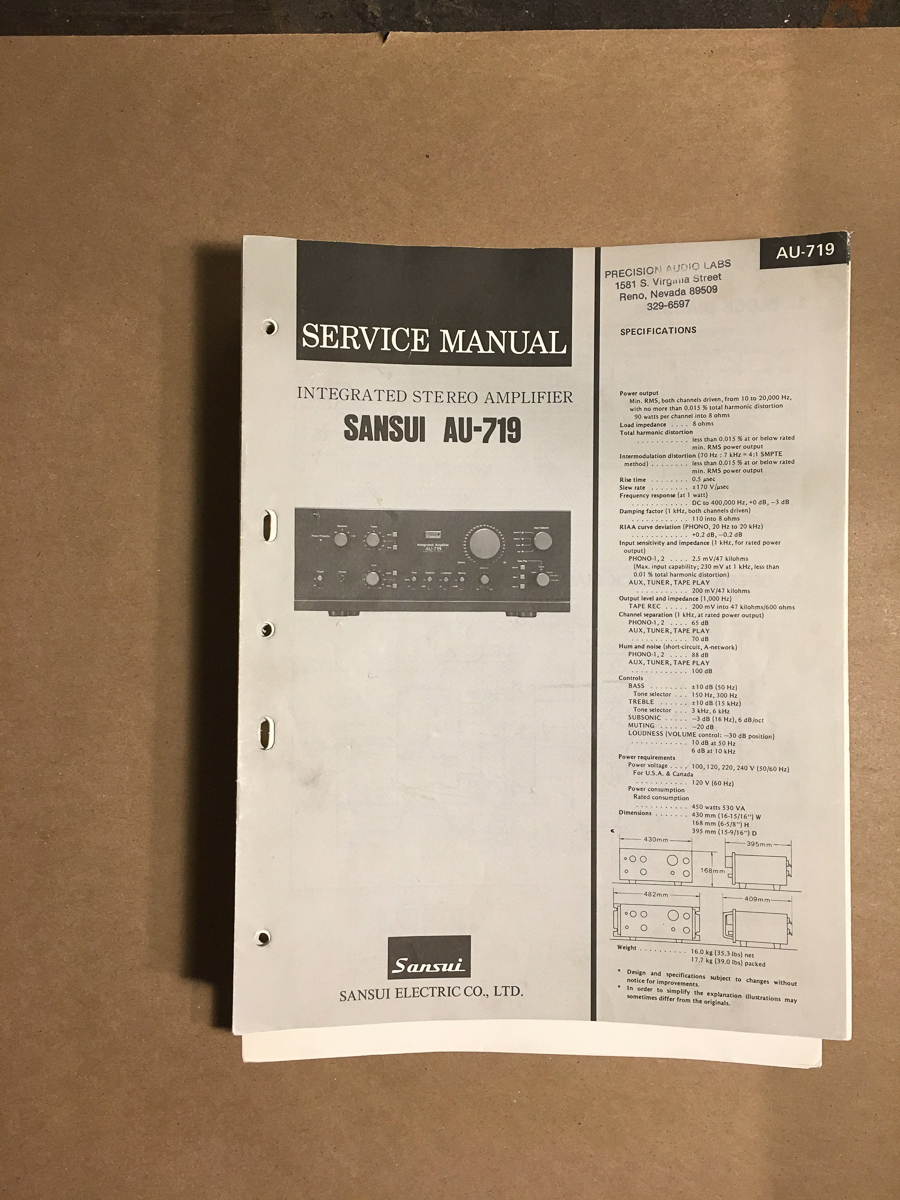 SERVICE MANUAL
INTEGRATED STEREO AMPLIFIER
SANSUI AU-719
Integrated Amplifier
AU-719
Sansui
SANSUI ELECTRIC CO., LTD.
AU-719
PRECISION AUDIO LABS
1581 S. Virginia Street
Reno, Nevada 89509
329-6597
SPECIFICATIONS
Power output
Min. RMS, both channels driven, from 10 to 20,000 Hz,
with no more than 0.015 % total harmonic distortion
90 watts per channel into 8 ohms
Load impedance . . . . 8 ohms
Total harmonic distortion
. . . . . . . . . . . less than 0.015 % at or below rated
min. RMS power output
Intermodulation distortion (70 Hz : 7 kHz = 4:1 SMPTE
method) . . . . . . . . less than 0.015 % at or below rated
min. RMS power output
Rise time . . . . . . . . 0.5 μsec
Slew rate . . . . . . . . ±170 V/μsec
Frequency response (at 1 watt)
. . . . . . . . . . . . DC to 400,000 Hz, +0 dB, −3 dB
Damping factor (1 kHz, both channels driven)
. . . . . . . . . . . . 110 into 8 ohms
RIAA curve deviation (PHONO, 20 Hz to 20 kHz)
. . . . . . . . . . . . +0.2 dB, −0.2 dB
Input sensitivity and impedance (1 kHz, for rated power
output)
PHONO-1, 2 . . . . 2.5 mV/47 kilohms
(Max. input capability; 230 mV at 1 kHz, less than
0.01 % total harmonic distortion)
AUX, TUNER, TAPE PLAY
. . . . . . . . . . . . 200 mV/47 kilohms
Output level and impedance (1,000 Hz)
TAPE REC . . . . . 200 mV into 47 kilohms/600 ohms
Channel separation (1 kHz, at rated power output)
PHONO-1, 2 . . . . 65 dB
AUX, TUNER, TAPE PLAY
. . . . . . . . . . . . 70 dB
Hum and noise (short-circuit, A-network)
PHONO-1, 2 . . . . 88 dB
AUX, TUNER, TAPE PLAY
. . . . . . . . . . . . 100 dB
Controls
BASS . . . . . . . . ±10 dB (50 Hz)
Tone selector . . . 150 Hz, 300 Hz
TREBLE . . . . . . ±10 dB (15 kHz)
Tone selector . . . 3 kHz, 6 kHz
SUBSONIC . . . . . −3 dB (16 Hz), 6 dB/oct
MUTING . . . . . . −20 dB
LOUDNESS (VOLUME control: −30 dB position)
. . . . . . . . . . . . 10 dB at 50 Hz
6 dB at 10 kHz
Power requirements
Power voltage . . . . 100, 120, 220, 240 V (50/60 Hz)
For U.S.A. & Canada
. . . . . . . . . . . . 120 V (60 Hz)
Power consumption
Rated consumption
. . . . . . . . . . . . 450 watts 530 VA
Dimensions . . . . . . . 430 mm (16-15/16") W
168 mm (6-5/8") H
395 mm (15-9/16") D
430mm
395mm
168mm
482mm
409mm
Weight . . . . . . . . . . 16.0 kg (35.3 lbs) net
17.7 kg (39.0 lbs) packed
* Design and specifications subject to changes without
notice for improvements.
* In order to simplify the explanation illustrations may
sometimes differ from the originals.